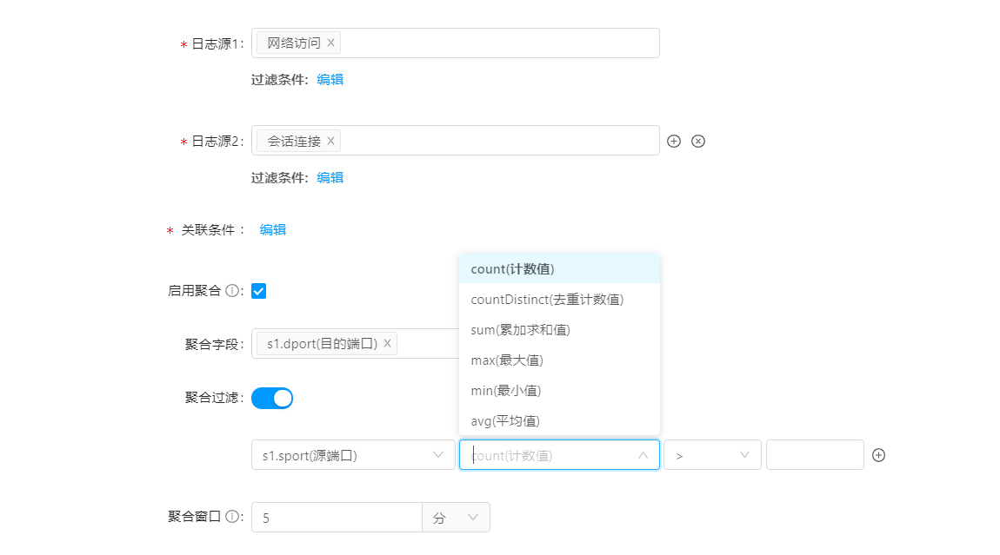 * 日志源1: 网络访问 X
过滤条件: 编辑
* 日志源2: 会话连接 X
过滤条件: 编辑
* 关联条件 : 编辑
启用聚合 :
聚合字段: s1.dport(目的端口) X
聚合过滤:
count(计数值)
countDistinct(去重计数值)
sum(累加求和值)
max(最大值)
min(最小值)
avg(平均值)
s1.sport(源端口) count(计数值) >
聚合窗口 : 5 分